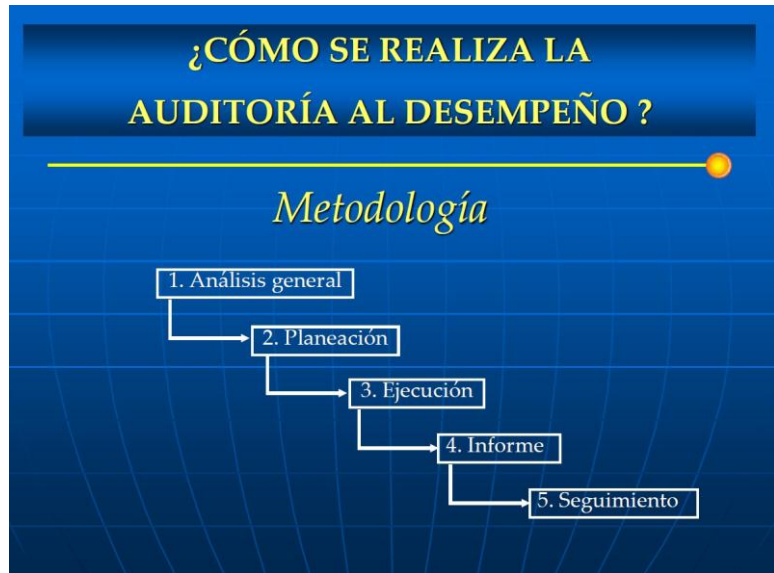 ¿CÓMO SE REALIZA LA
AUDITORÍA AL DESEMPEÑO ?
Metodología
1. Análisis general
2. Planeación
3. Ejecución
4. Informe
5. Seguimiento